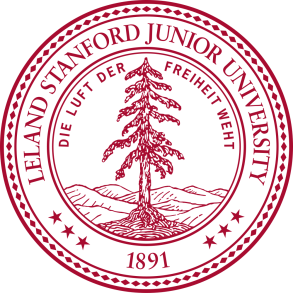 LELAND STANFORD JUNIOR UNIVERSITY
DIE LUFT DER FREIHEIT WEHT
1891